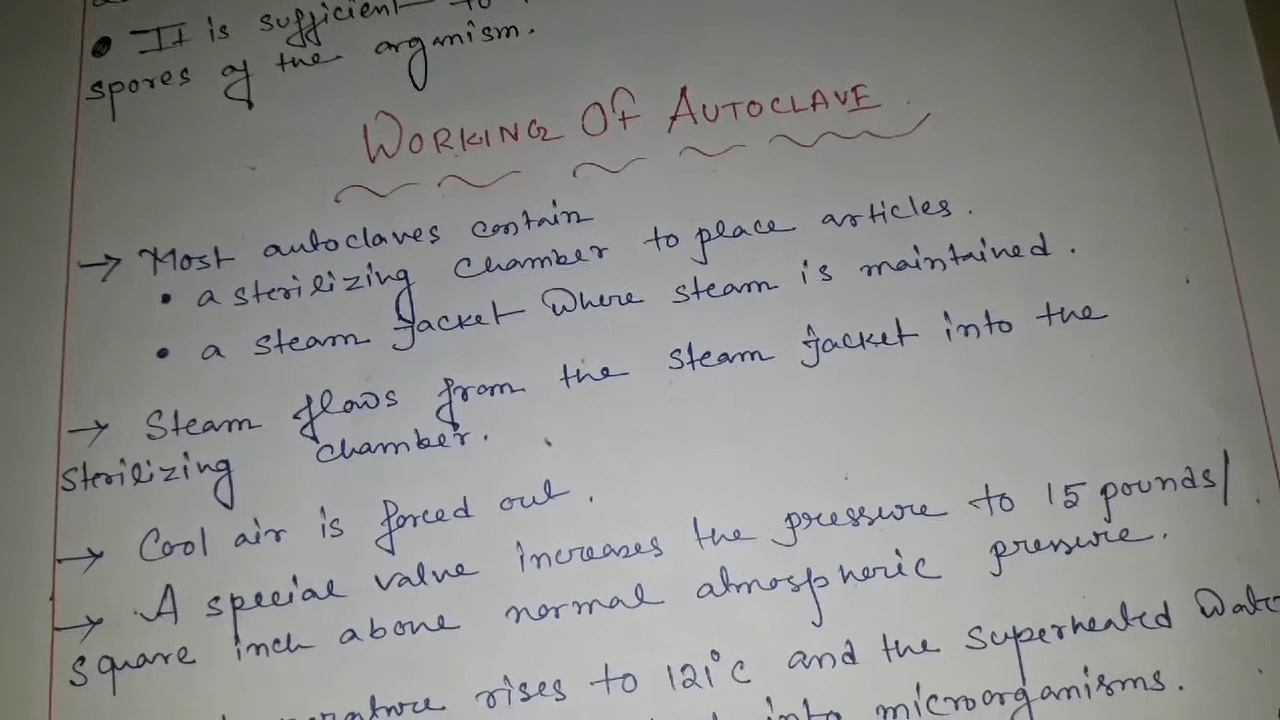 • It is sufficient to
spores of the organism.
WORKING OF AUTOCLAVE
→ Most autoclaves contain
• a sterilizing chamber to place articles.
• a steam jacket where steam is maintained.
→ Steam flows from the steam jacket into the
sterilizing chamber.
→ Cool air is forced out.
→ A special valve increases the pressure to 15 pounds/
square inch above normal atmospheric pressure.
rises to 121°C and the superheated
into microorganisms.